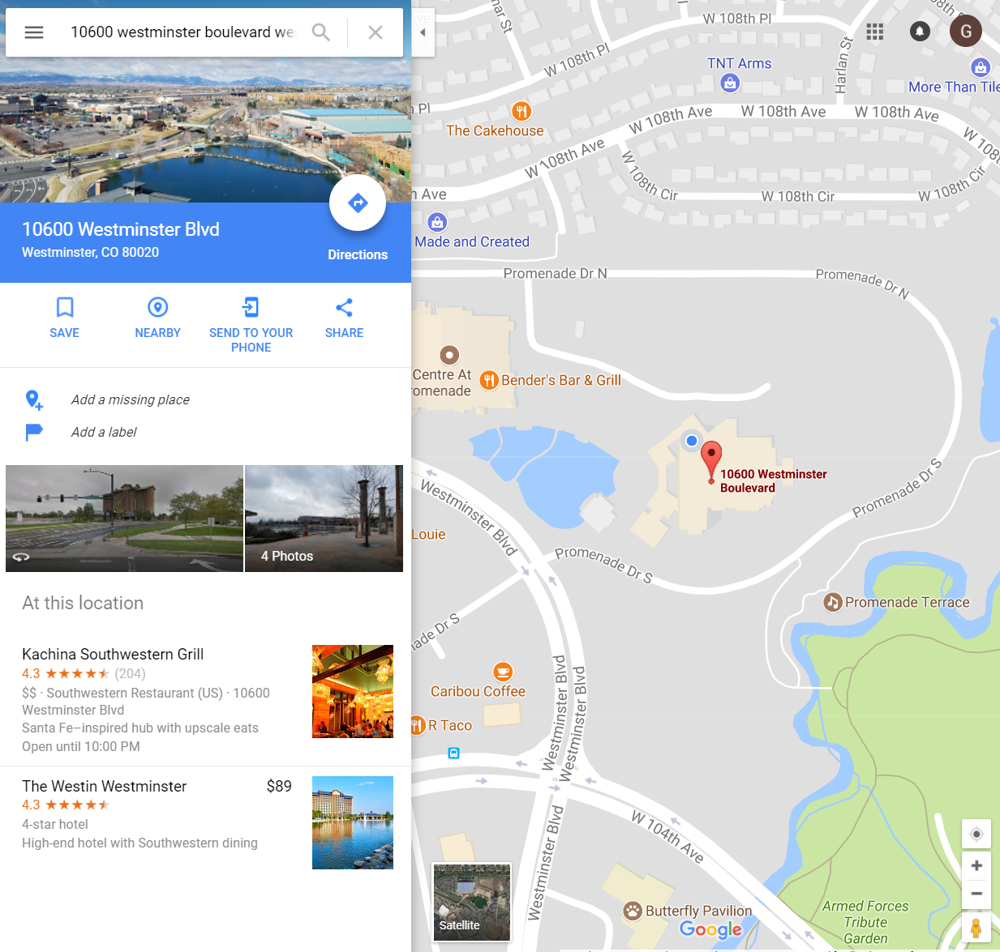 10600 westminster boulevard wes
10600 Westminster Blvd
Westminster, CO 80020
Directions
SAVE
NEARBY
SEND TO YOUR
PHONE
SHARE
Add a missing place
Add a label
4 Photos
At this location
Kachina Southwestern Grill
4.3 ★★★★★ (204)
$$ · Southwestern Restaurant (US) · 10600
Westminster Blvd
Santa Fe–inspired hub with upscale eats
Open until 10:00 PM
The Westin Westminster $89
4.3 ★★★★★
4-star hotel
High-end hotel with Southwestern dining
W 108th Pl
W 108th Pl
Pl
Harlan St
TNT Arms
More Than Tile
G
The Cakehouse
W 108th Ave
W 108th Ave
W 108th Ave
W 108th
W 108th Ave
Ave
W 108th Cir
W 108th Cir
W 108th Cir
Made and Created
Promenade Dr N
Promenade Dr N
Centre At
romenade
Bender's Bar & Grill
10600 Westminster
Boulevard
Promenade Dr S
Westminster Blvd
Louie
Promenade Dr S
Promenade Terrace
nade Dr S
Caribou Coffee
R Taco
Westminster Blvd
Westminster Blvd
W 104th Ave
Westminster Blvd
Satellite
Butterfly Pavilion
Google
Armed Forces
Tribute
Garden